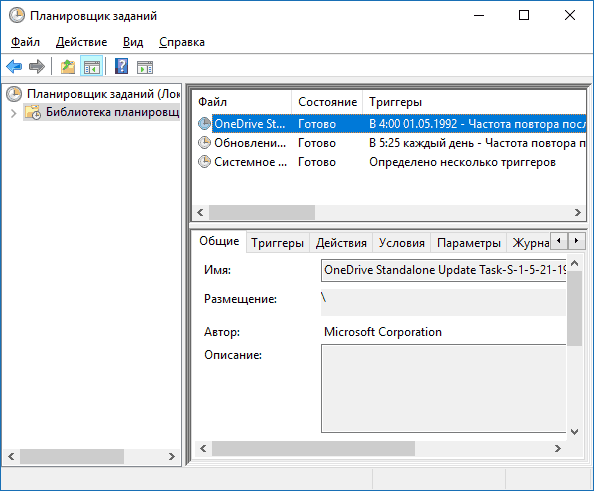 Планировщик заданий
Файл Действие Вид Справка
Планировщик заданий (Лок
Библиотека планировщ
Файл Состояние Триггеры
OneDrive St... Готово В 4:00 01.05.1992 - Частота повтора посл
Обновлени... Готово В 5:25 каждый день - Частота повтора п
Системное ... Готово Определено несколько триггеров
Общие Триггеры Действия Условия Параметры Журна
Имя: OneDrive Standalone Update Task-S-1-5-21-19
Размещение: \
Автор: Microsoft Corporation
Описание: